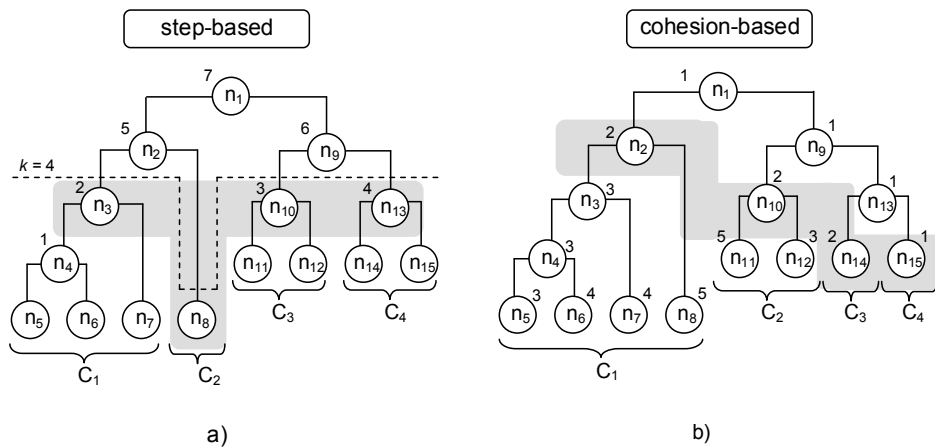 step-based
cohesion-based
7
n1
5
n2
6
n9
k = 4
2
n3
3
n10
4
n13
1
n4
n11
n12
n14
n15
n5
n6
n7
n8
C3
C4
C1
C2
a)
1
n1
2
n2
1
n9
3
n3
2
n10
1
n13
3
n4
5
n11
3
n12
2
n14
1
n15
3
n5
4
n6
4
n7
5
n8
C2
C3
C4
C1
b)